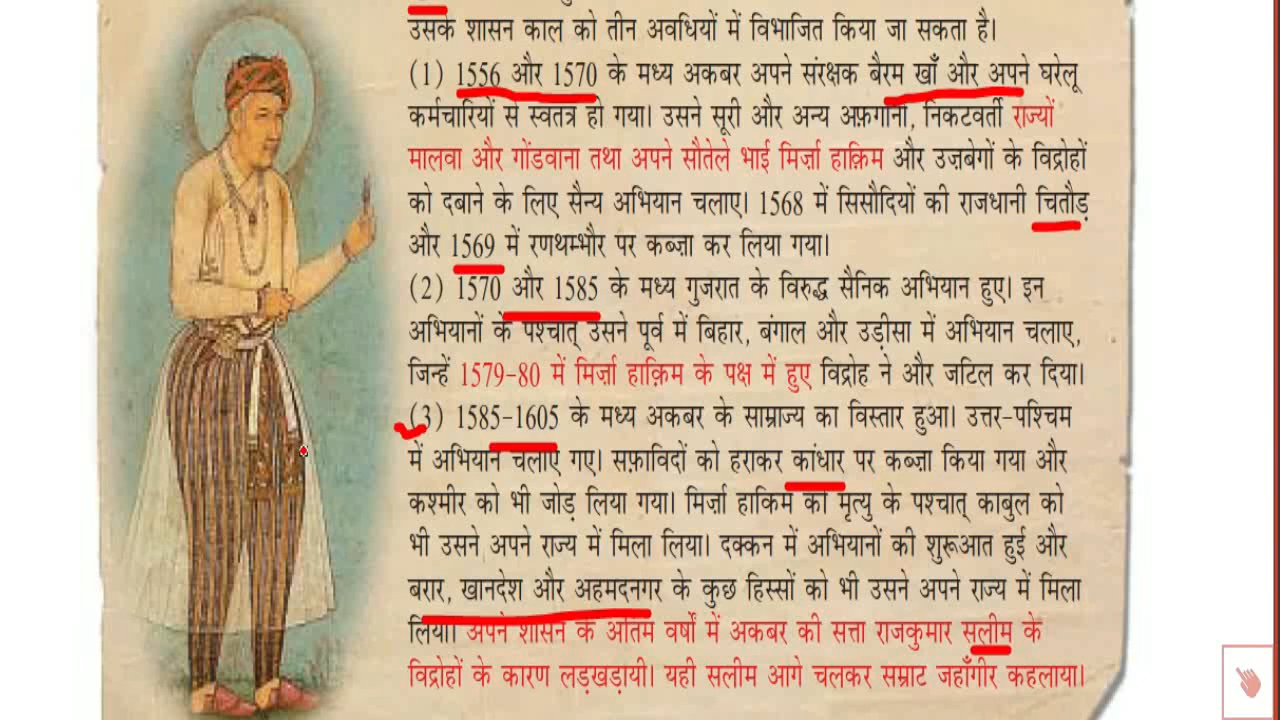 उसके शासन काल को तीन अवधियों में विभाजित किया जा सकता है।
(1) 1556 और 1570 के मध्य अकबर अपने संरक्षक बैरम खाँ और अपने घरेलू
कर्मचारियों से स्वतंत्र हो गया। उसने सूरी और अन्य अफ़गानों, निकटवर्ती राज्यों
मालवा और गोंडवाना तथा अपने सौतेले भाई मिर्ज़ा हाक़िम और उज़बेगों के विद्रोहों
को दबाने के लिए सैन्य अभियान चलाए। 1568 में सिसौदियों की राजधानी चितौड़
और 1569 में रणथम्भौर पर कब्ज़ा कर लिया गया।
(2) 1570 और 1585 के मध्य गुजरात के विरुद्ध सैनिक अभियान हुए। इन
अभियानों के पश्चात् उसने पूर्व में बिहार, बंगाल और उड़ीसा में अभियान चलाए,
जिन्हें 1579-80 में मिर्ज़ा हाक़िम के पक्ष में हुए विद्रोह ने और जटिल कर दिया।
(3) 1585-1605 के मध्य अकबर के साम्राज्य का विस्तार हुआ। उत्तर-पश्चिम
में अभियान चलाए गए। सफ़ाविदों को हराकर कांधार पर कब्ज़ा किया गया और
कश्मीर को भी जोड़ लिया गया। मिर्ज़ा हाकिम की मृत्यु के पश्चात् काबुल को
भी उसने अपने राज्य में मिला लिया। दक्कन में अभियानों की शुरूआत हुई और
बरार, खानदेश और अहमदनगर के कुछ हिस्सों को भी उसने अपने राज्य में मिला
लिया। अपने शासन के अंतिम वर्षों में अकबर की सत्ता राजकुमार सलीम के
विद्रोहों के कारण लड़खड़ायी। यही सलीम आगे चलकर सम्राट जहाँगीर कहलाया।